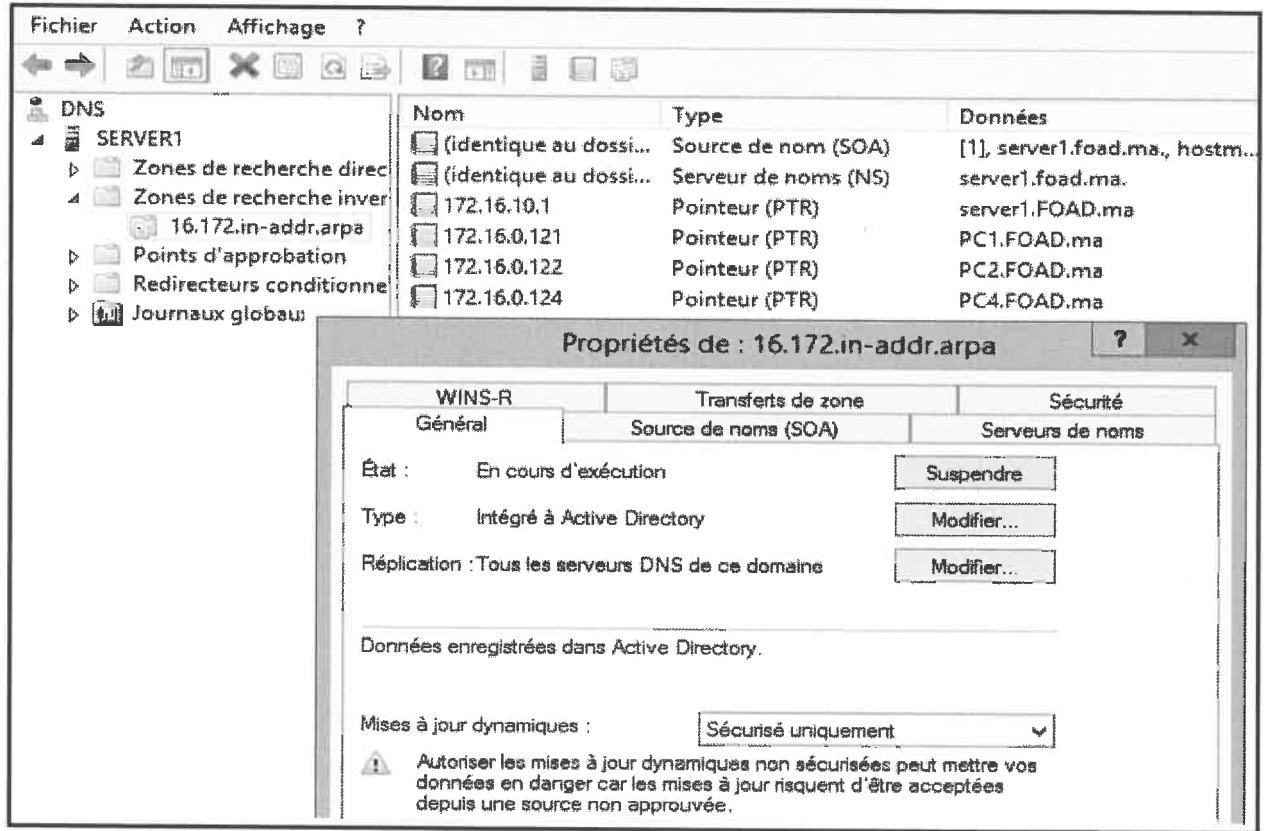 Fichier Action Affichage ?
DNS
SERVER1
Zones de recherche direc
Zones de recherche inver
16.172.in-addr.arpa
Points d'approbation
Redirecteurs conditionne
Journaux globau
Nom Type Données
(identique au dossi... Source de nom (SOA) [1], server1.foad.ma., hostm...
(identique au dossi... Serveur de noms (NS) server1.foad.ma.
172.16.10.1 Pointeur (PTR) server1.FOAD.ma
172.16.0.121 Pointeur (PTR) PC1.FOAD.ma
172.16.0.122 Pointeur (PTR) PC2.FOAD.ma
172.16.0.124 Pointeur (PTR) PC4.FOAD.ma
Propriétés de : 16.172.in-addr.arpa ? ×
WINS-R Transferts de zone Sécurité
Général Source de noms (SOA) Serveurs de noms
État : En cours d'exécution Suspendre
Type : Intégré à Active Directory Modifier...
Réplication : Tous les serveurs DNS de ce domaine Modifier...
Données enregistrées dans Active Directory.
Mises à jour dynamiques : Sécurisé uniquement
Autoriser les mises à jour dynamiques non sécurisées peut mettre vos
données en danger car les mises à jour risquent d'être acceptées
depuis une source non approuvée.